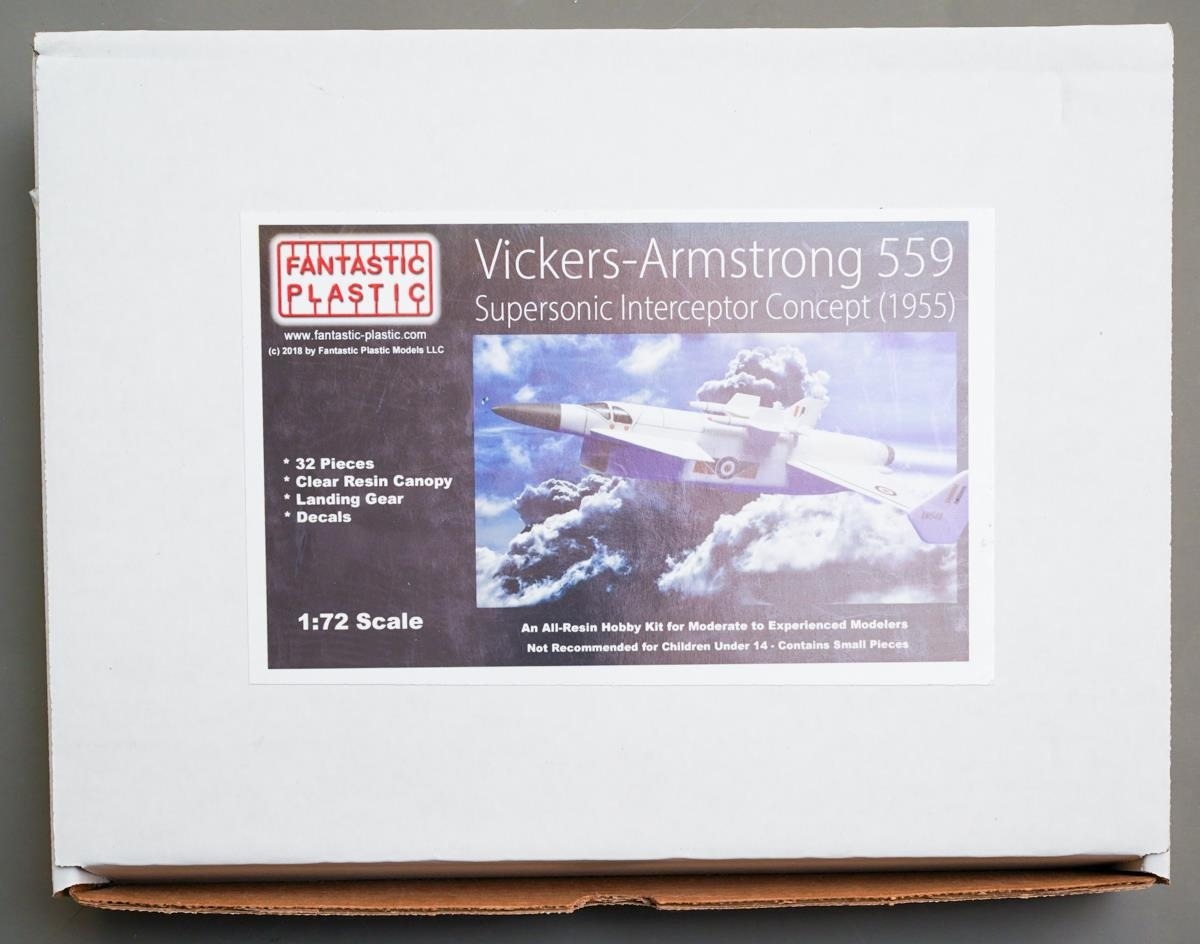 FANTASTIC
PLASTIC
www.fantastic-plastic.com
(c) 2018 by Fantastic Plastic Models LLC
Vickers-Armstrong 559
Supersonic Interceptor Concept (1955)
* 32 Pieces
* Clear Resin Canopy
* Landing Gear
* Decals
1:72 Scale
An All-Resin Hobby Kit for Moderate to Experienced Modelers
Not Recommended for Children Under 14 - Contains Small Pieces